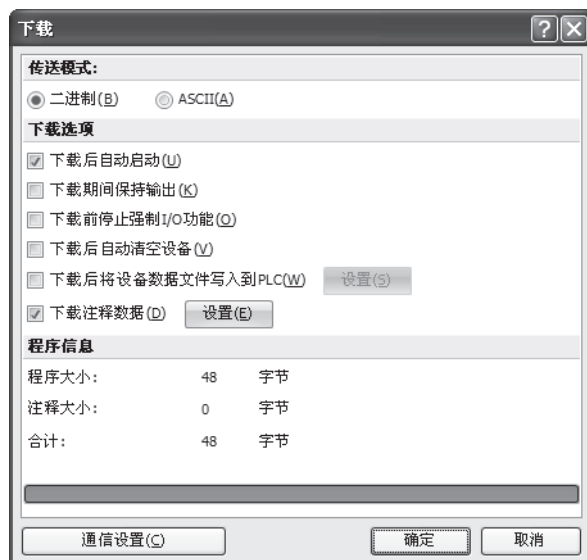 下载
传送模式:
二进制(B) ASCII(A)
下载选项
下载后自动启动(U)
下载期间保持输出(K)
下载前停止强制I/O功能(O)
下载后自动清空设备(V)
下载后将设备数据文件写入到PLC(W) 设置(S)
下载注释数据(D) 设置(E)
程序信息
程序大小: 48 字节
注释大小: 0 字节
合计: 48 字节
通信设置(C) 确定 取消